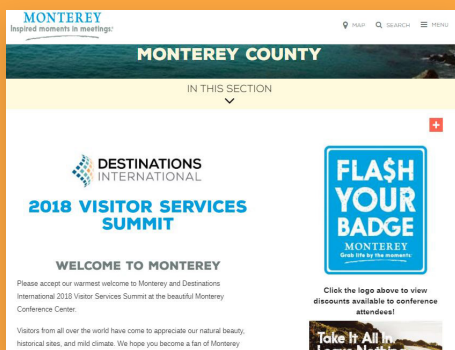 MONTEREY
Inspired moments in meetings.
MAP SEARCH MENU
MONTEREY COUNTY
IN THIS SECTION
DESTINATIONS
INTERNATIONAL
2018 VISITOR SERVICES
SUMMIT
WELCOME TO MONTEREY
Please accept our warmest welcome to Monterey and Destinations
International 2018 Visitor Services Summit at the beautiful Monterey
Conference Center.
Visitors from all over the world have come to appreciate our natural beauty,
historical sites, and mild climate. We hope you become a fan of Monterey
FLA$H
YOUR
BADGE
MONTEREY
Grab life by the moments
Click the logo above to view
discounts available to conference
attendees!
Take It All In.